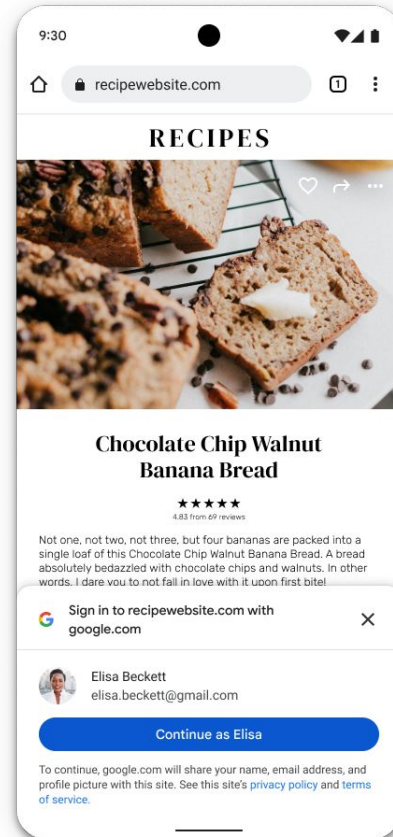 9:30
recipewebsite.com
1
RECIPES
Chocolate Chip Walnut
Banana Bread
★★★★★
4.83 from 69 reviews
Not one, not two, not three, but four bananas are packed into a
single loaf of this Chocolate Chip Walnut Banana Bread. A bread
absolutely bedazzled with chocolate chips and walnuts. In other
words, I dare you to not fall in love with it upon first bite!
Sign in to recipewebsite.com with
google.com
Elisa Beckett
elisa.beckett@gmail.com
Continue as Elisa
To continue, google.com will share your name, email address, and
profile picture with this site. See this site's privacy policy and terms
of service.